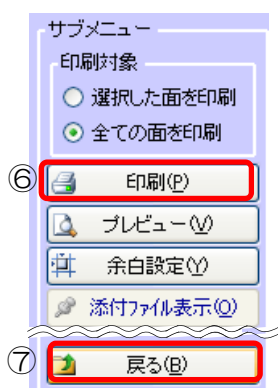 サブメニュー
印刷対象
選択した面を印刷
全ての面を印刷
⑥ 印刷(P)
プレビュー(V)
余白設定(Y)
添付ファイル表示(O)
⑦ 戻る(B)